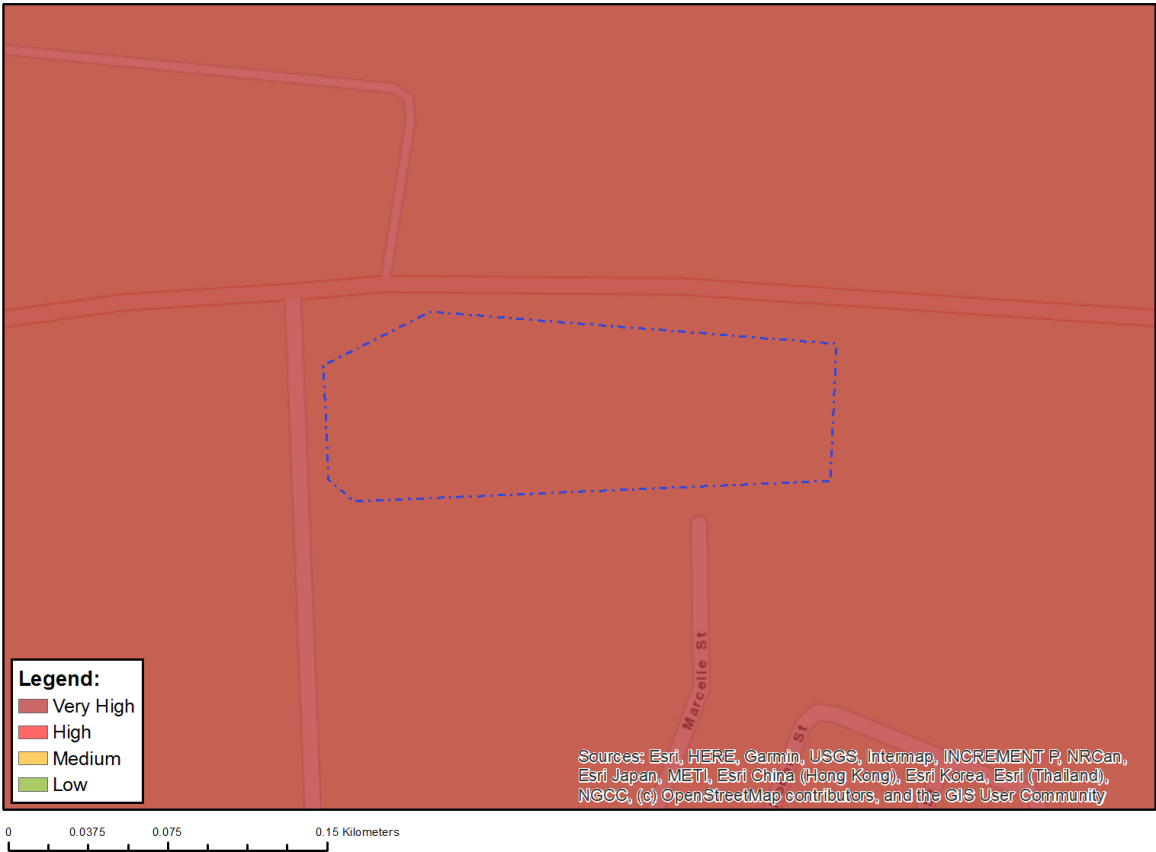 Marcelle St
St
Legend:
Very High
High
Medium
Low
Sources: Esri, HERE, Garmin, USGS, Intermap, INCREMENT P, NRCan,
Esri Japan, METI, Esri China (Hong Kong), Esri Korea, Esri (Thailand),
NGCC, (c) OpenStreetMap contributors, and the GIS User Community
0 0.0375 0.075 0.15 Kilometers